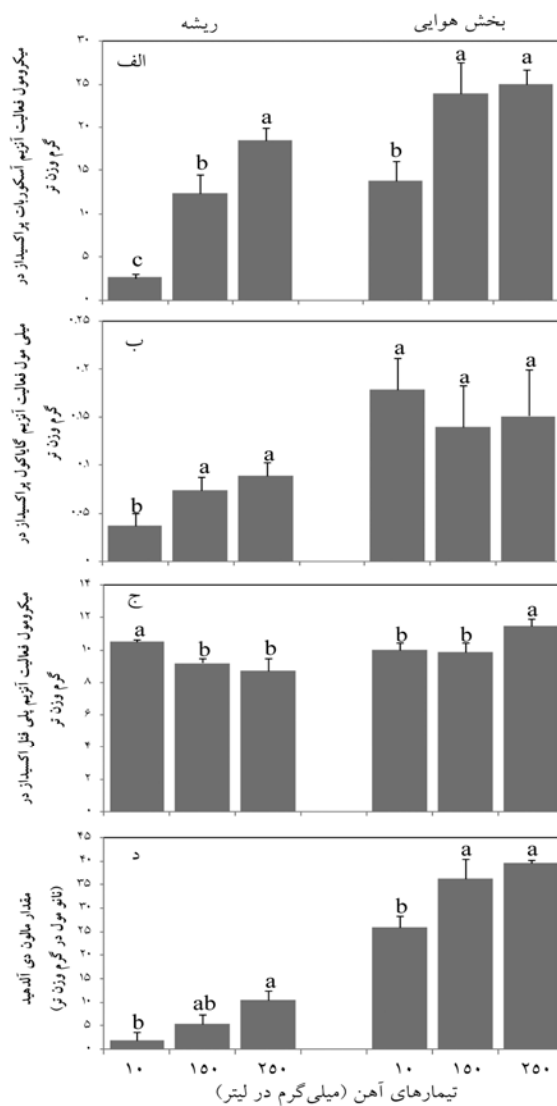 ریشه
بخش هوایی
الف
میکرومول فعالیت آنزیم آسکوربات پراکسیداز در
گرم وزن تر
۳۰
۲۵
۲۰
۱۵
۱۰
۵
۰
c
b
a
b
a
a
ب
میلی مول فعالیت آنزیم گایاکول پراکسیداز در
گرم وزن تر
۰.۲۵
۰.۲
۰.۱۵
۰.۱
۰.۰۵
۰
b
a
a
a
a
a
ج
میکرومول فعالیت آنزیم پلی فنل اکسیداز در
گرم وزن تر
۱۴
۱۲
۱۰
۸
۶
۴
۲
۰
a
b
b
b
b
a
د
مقدار مالون دی آلدهید
(نانو مول در گرم وزن تر)
۴۵
۴۰
۳۵
۳۰
۲۵
۲۰
۱۵
۱۰
۵
۰
b
ab
a
b
a
a
۱۰ ۱۵۰ ۲۵۰ ۱۰ ۱۵۰ ۲۵۰
تیمارهای آهن (میلی‌گرم در لیتر)